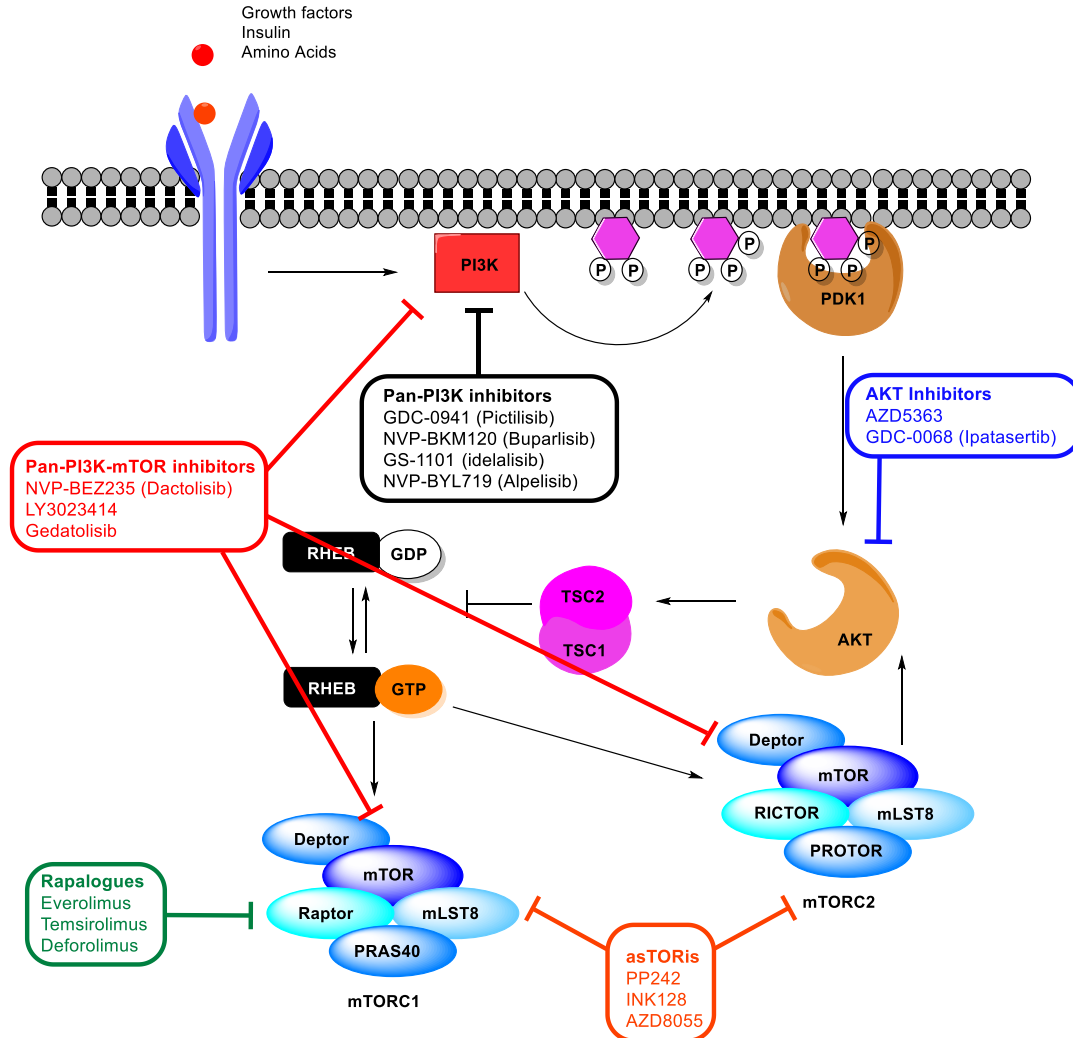 Growth factors
Insulin
Amino Acids
PI3K
P
P
P
P
P
P
P
P
PDK1
Pan-PI3K inhibitors
GDC-0941 (Pictilisib)
NVP-BKM120 (Buparlisib)
GS-1101 (idelalisib)
NVP-BYL719 (Alpelisib)
AKT Inhibitors
AZD5363
GDC-0068 (Ipatasertib)
Pan-PI3K-mTOR inhibitors
NVP-BEZ235 (Dactolisib)
LY3023414
Gedatolisib
RHEB
GDP
TSC2
TSC1
AKT
RHEB
GTP
Deptor
mTOR
RICTOR
mLST8
PROTOR
mTORC2
Deptor
mTOR
Raptor
mLST8
PRAS40
mTORC1
Rapalogues
Everolimus
Temsirolimus
Deforolimus
asTORis
PP242
INK128
AZD8055